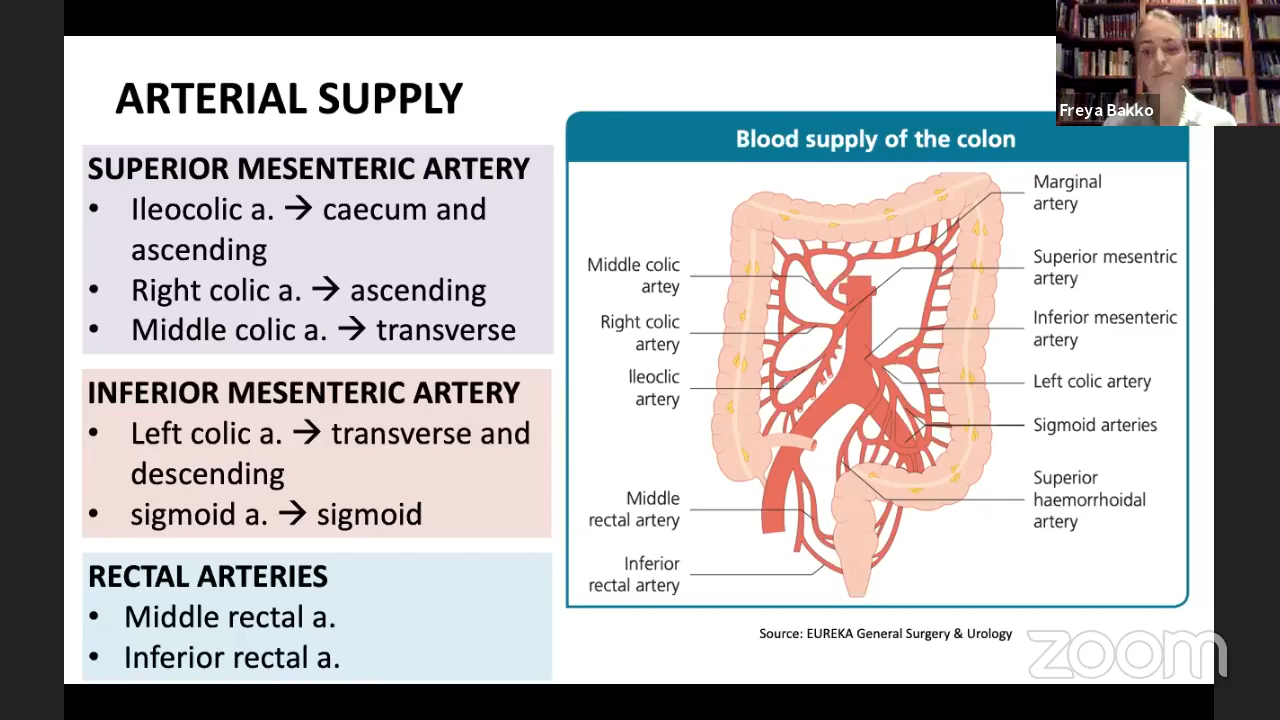 ARTERIAL SUPPLY
SUPERIOR MESENTERIC ARTERY
• Ileocolic a. → caecum and
ascending
• Right colic a. → ascending
• Middle colic a. → transverse
INFERIOR MESENTERIC ARTERY
• Left colic a. → transverse and
descending
• sigmoid a. → sigmoid
RECTAL ARTERIES
• Middle rectal a.
• Inferior rectal a.
Freya Bakko
Blood supply of the colon
Middle colic
artey
Right colic
artery
Ileoclic
artery
Middle
rectal artery
Inferior
rectal artery
Marginal
artery
Superior mesentric
artery
Inferior mesenteric
artery
Left colic artery
Sigmoid arteries
Superior
haemorrhoidal
artery
Source: EUREKA General Surgery & Urology
zoom